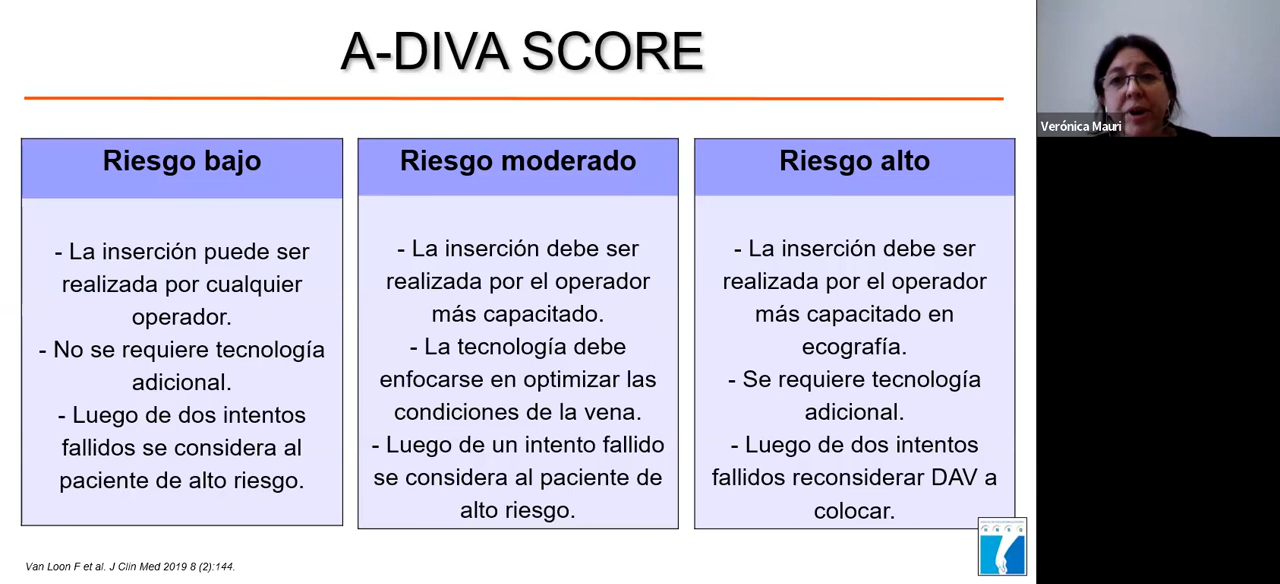 A-DIVA SCORE
Verónica Mauri
Riesgo bajo
- La inserción puede ser
realizada por cualquier
operador.
- No se requiere tecnología
adicional.
- Luego de dos intentos
fallidos se considera al
paciente de alto riesgo.
Riesgo moderado
- La inserción debe ser
realizada por el operador
más capacitado.
- La tecnología debe
enfocarse en optimizar las
condiciones de la vena.
- Luego de un intento fallido
se considera al paciente de
alto riesgo.
Riesgo alto
- La inserción debe ser
realizada por el operador
más capacitado en
ecografía.
- Se requiere tecnología
adicional.
- Luego de dos intentos
fallidos reconsiderar DAV a
colocar.
Van Loon F et al. J Clin Med 2019 8 (2):144.